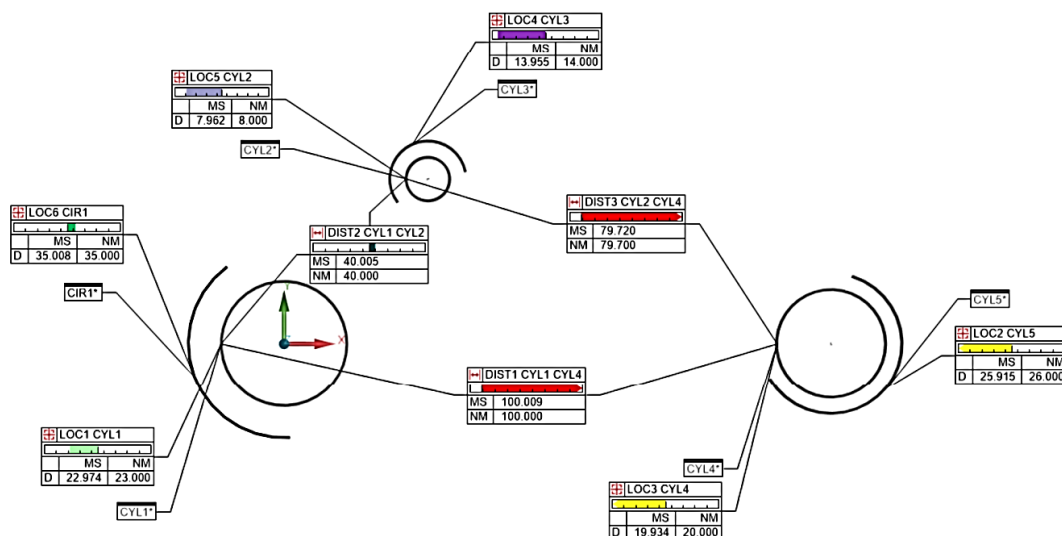 LOC4 CYL3
MS NM
D 13.955 14.000
LOC5 CYL2
MS NM
D 7.962 8.000
CYL3*
CYL2*
LOC6 CIR1
MS NM
D 35.008 35.000
DIST2 CYL1 CYL2
MS 40.005
NM 40.000
DIST3 CYL2 CYL4
MS 79.720
NM 79.700
CIR1*
Y
X
CYL5*
LOC2 CYL5
MS NM
D 25.915 26.000
DIST1 CYL1 CYL4
MS 100.009
NM 100.000
LOC1 CYL1
MS NM
D 22.974 23.000
CYL4*
CYL1*
LOC3 CYL4
MS NM
D 19.934 20.000